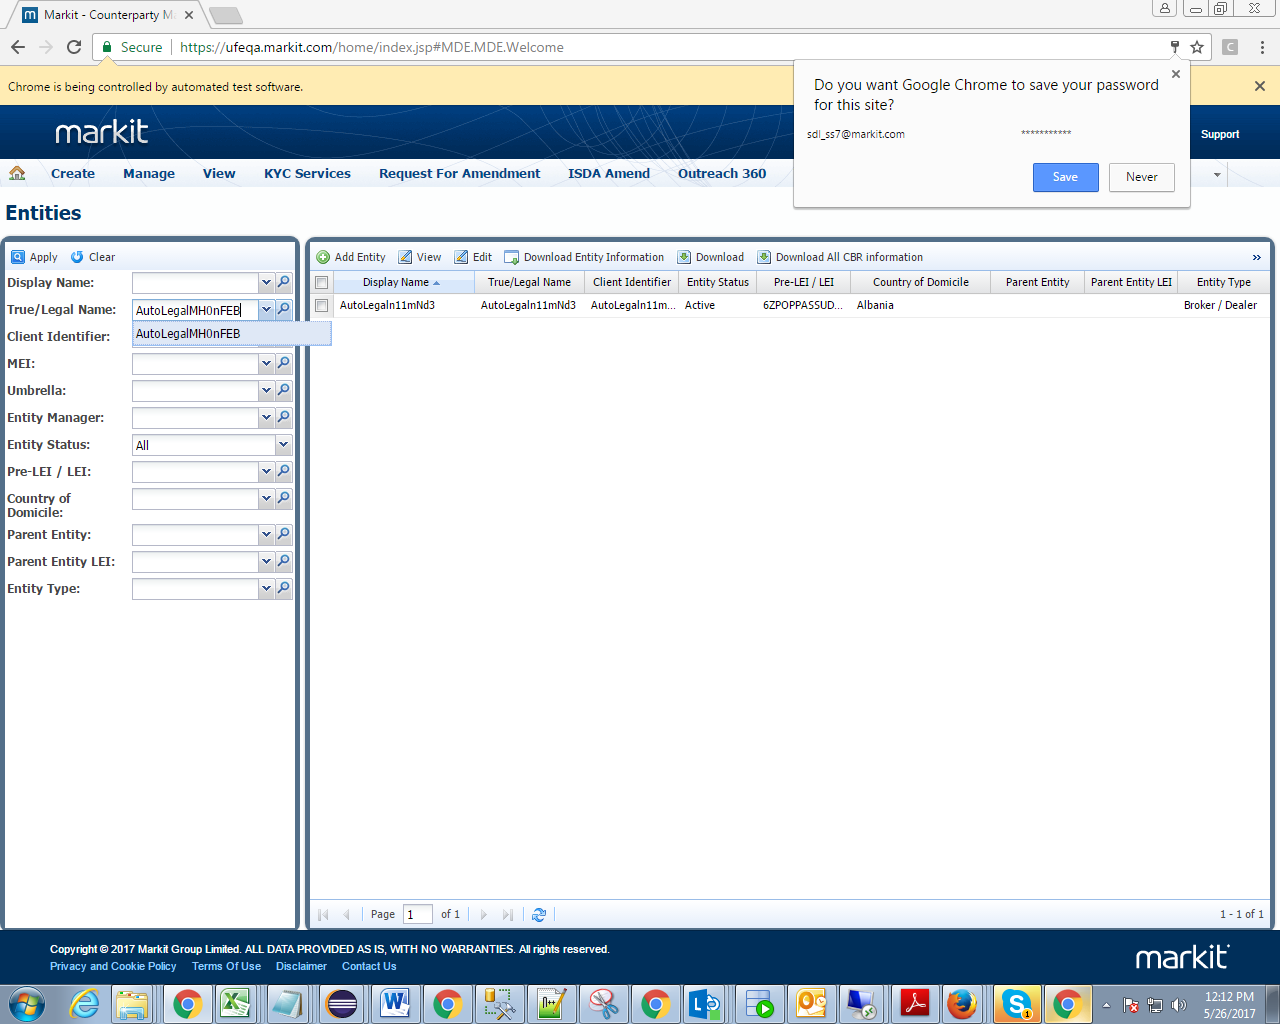 Markit - Counterparty M
Secure
https://ufeqa.markit.com/home/index.jsp#MDE.MDE.Welcome
C
Chrome is being controlled by automated test software.
Do you want Google Chrome to save your password
for this site?
sdl_ss7@markit.com ***********
Save Never
markit
Support
Create Manage View KYC Services Request For Amendment ISDA Amend Outreach 360
Entities
Apply Clear
Display Name:
True/Legal Name: AutoLegalMH0nFEB
AutoLegalMH0nFEB
Client Identifier:
MEI:
Umbrella:
Entity Manager:
Entity Status: All
Pre-LEI / LEI:
Country of
Domicile:
Parent Entity:
Parent Entity LEI:
Entity Type:
Add Entity View Edit Download Entity Information Download Download All CBR information »
Display Name True/Legal Name Client Identifier Entity Status Pre-LEI / LEI Country of Domicile Parent Entity Parent Entity LEI Entity Type
AutoLegaln11mNd3 AutoLegaln11mNd3 AutoLegaln11m... Active 6ZPOPPASSUD... Albania Broker / Dealer
Page 1 of 1
1 - 1 of 1
Copyright © 2017 Markit Group Limited. ALL DATA PROVIDED AS IS, WITH NO WARRANTIES. All rights reserved.
Privacy and Cookie Policy Terms Of Use Disclaimer Contact Us
markit
12:12 PM
5/26/2017